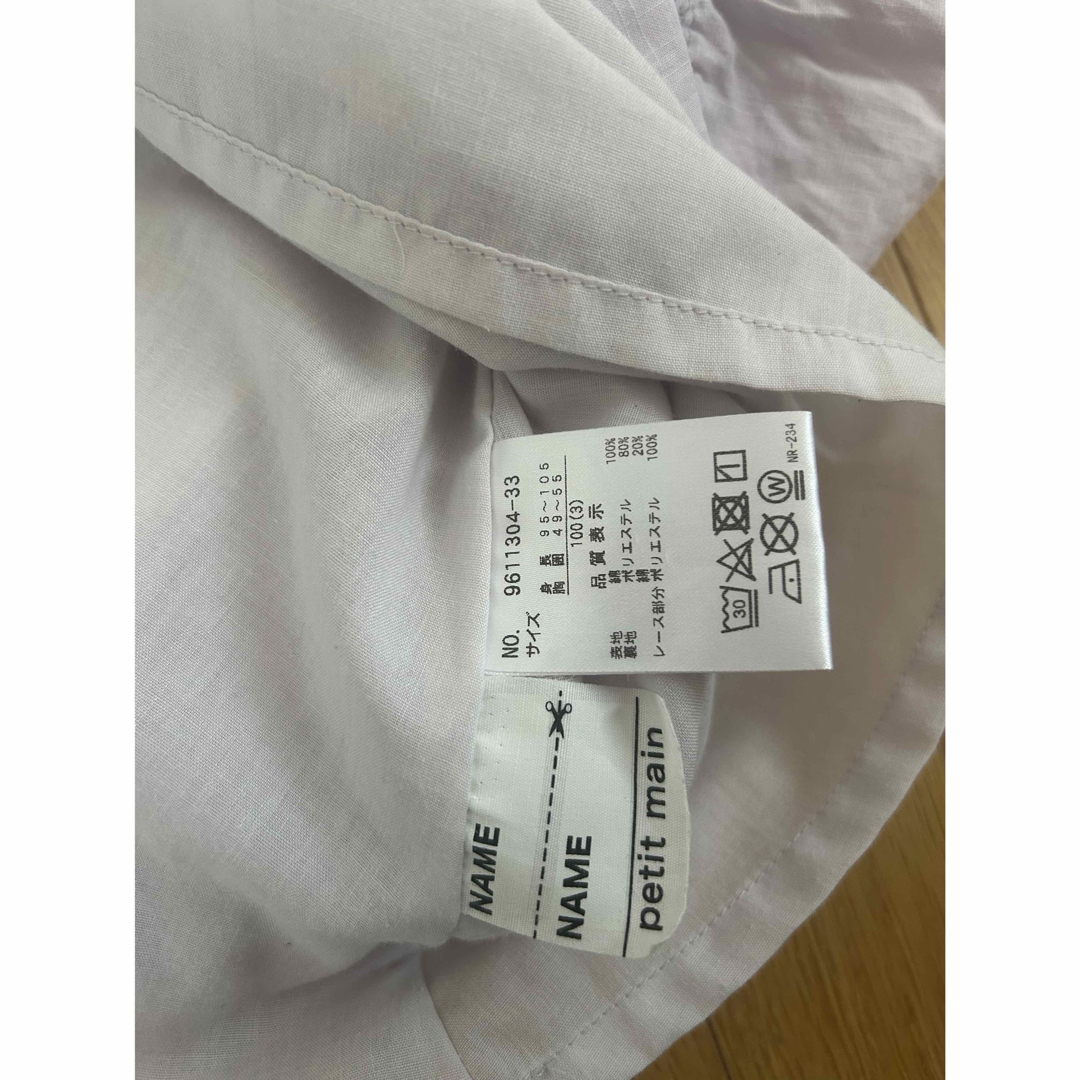 NO. 9611304-33
サイズ
身長 95~105
胸囲 49~55
100(3)
品質表示
表地 綿 100%
裏地 ポリエステル 80%
綿 20%
レース部分 ポリエステル 100%
30
W
NR-234
NAME
NAME
petit main